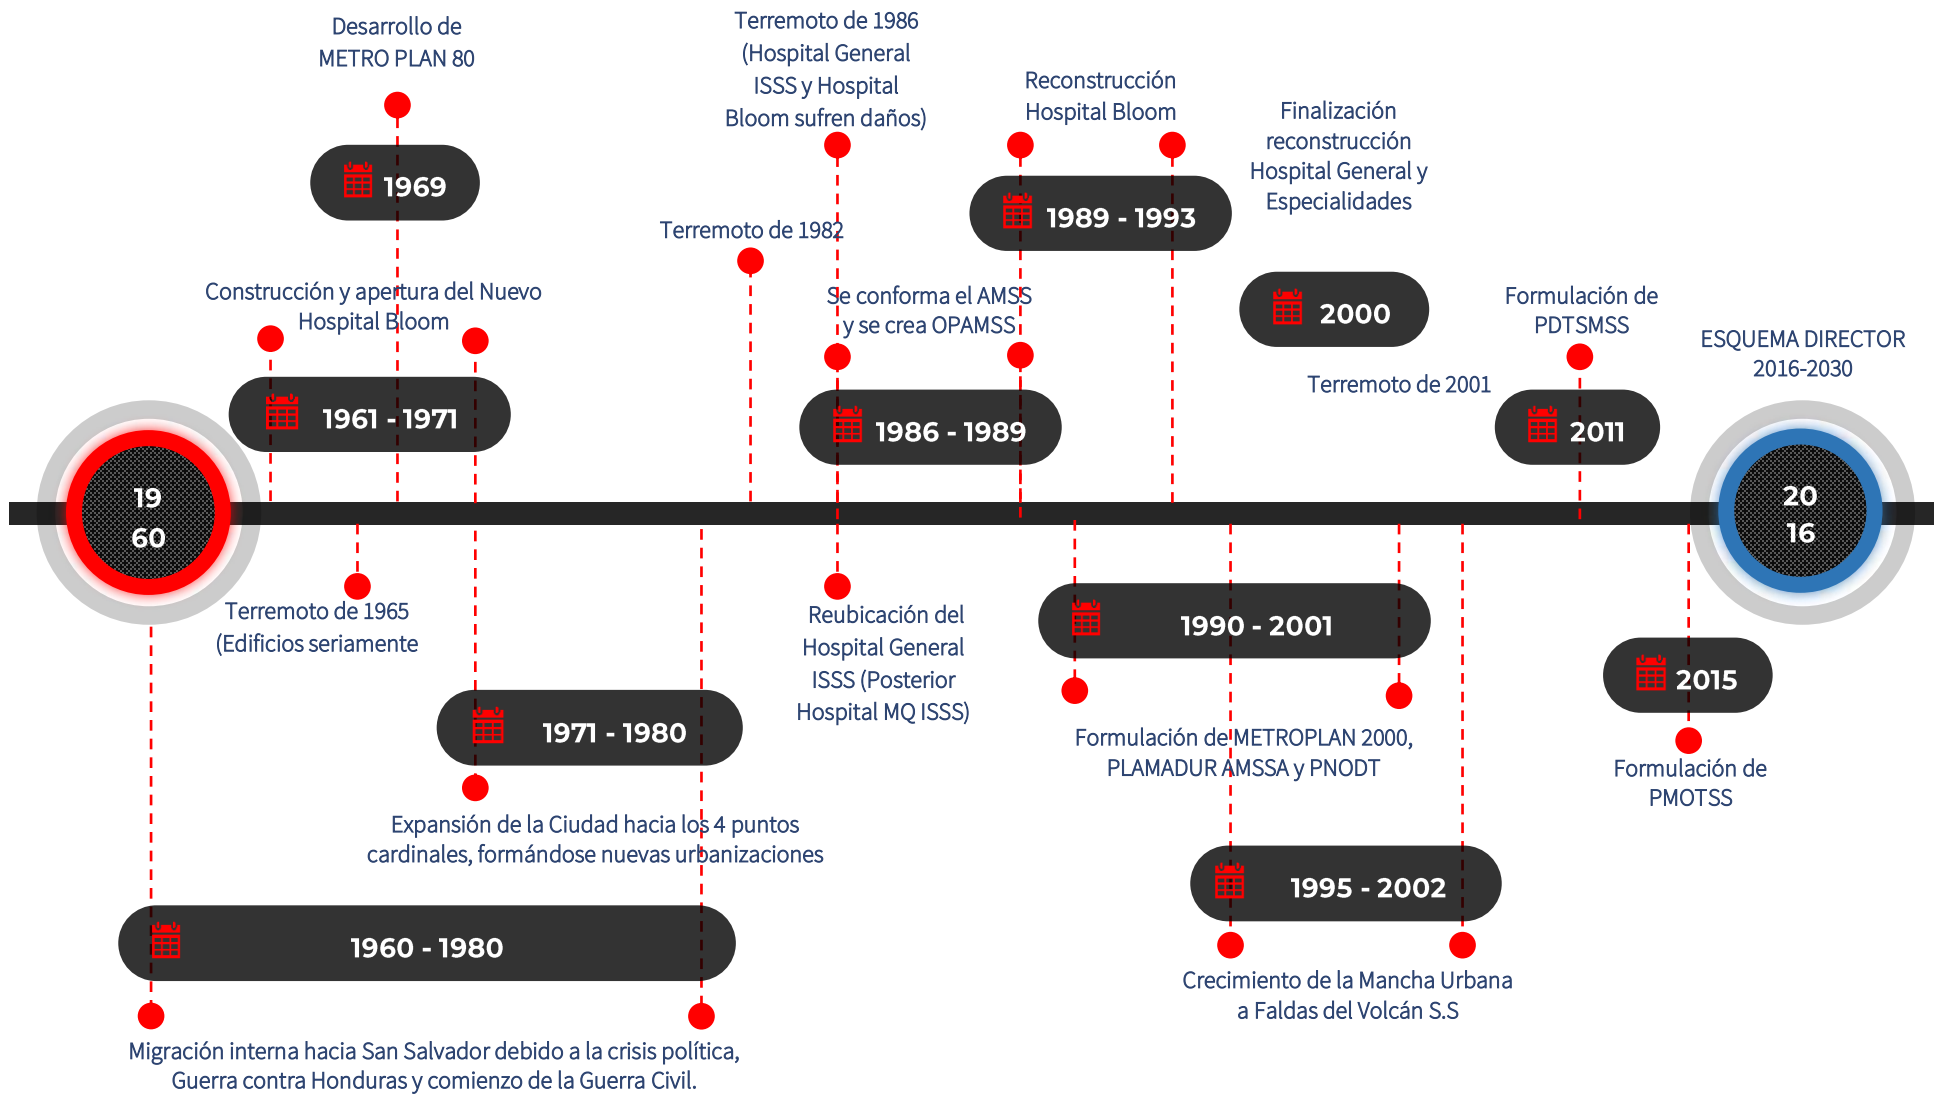 Desarrollo de
METRO PLAN 80
1969
Construcción y apertura del Nuevo
Hospital Bloom
1961 - 1971
19
60
Terremoto de 1965
(Edificios seriamente
1971 - 1980
Expansión de la Ciudad hacia los 4 puntos
cardinales, formándose nuevas urbanizaciones
1960 - 1980
Migración interna hacia San Salvador debido a la crisis política,
Guerra contra Honduras y comienzo de la Guerra Civil.
Terremoto de 1982
Terremoto de 1986
(Hospital General
ISSS y Hospital
Bloom sufren daños)
Se conforma el AMSS
y se crea OPAMSS
1986 - 1989
Reubicación del
Hospital General
ISSS (Posterior
Hospital MQ ISSS)
Reconstrucción
Hospital Bloom
1989 - 1993
1990 - 2001
Formulación de METROPLAN 2000,
PLAMADUR AMSSA y PNODT
1995 - 2002
Crecimiento de la Mancha Urbana
a Faldas del Volcán S.S
Finalización
reconstrucción
Hospital General y
Especialidades
2000
Terremoto de 2001
Formulación de
PDTSMSS
2011
2015
Formulación de
PMOTSS
ESQUEMA DIRECTOR
2016-2030
20
16